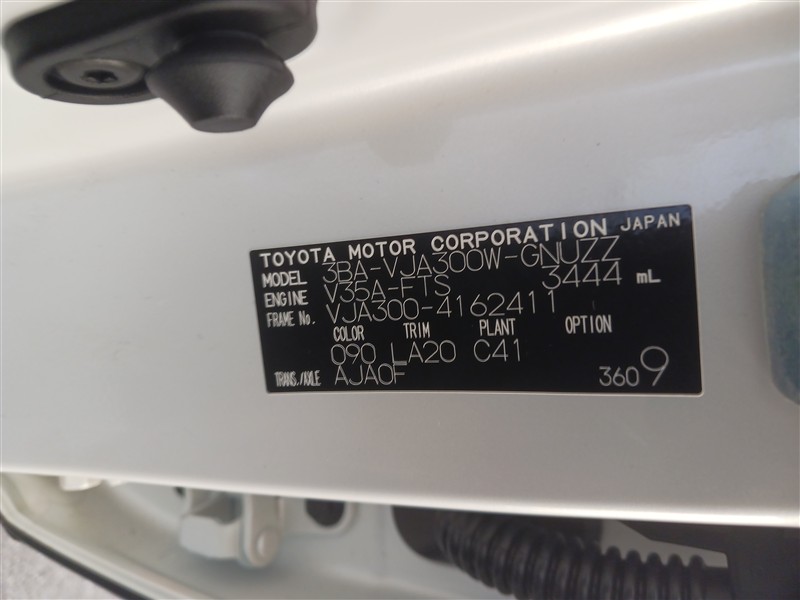 TOYOTA MOTOR CORPORATION JAPAN
MODEL 3BA-VJA300W-GNUZZ
ENGINE V35A-FTS 3444 mL
FRAME No. VJA300-4162411
COLOR TRIM PLANT OPTION
090 LA20 C41
TRANS./AXLE AJA0F 3609